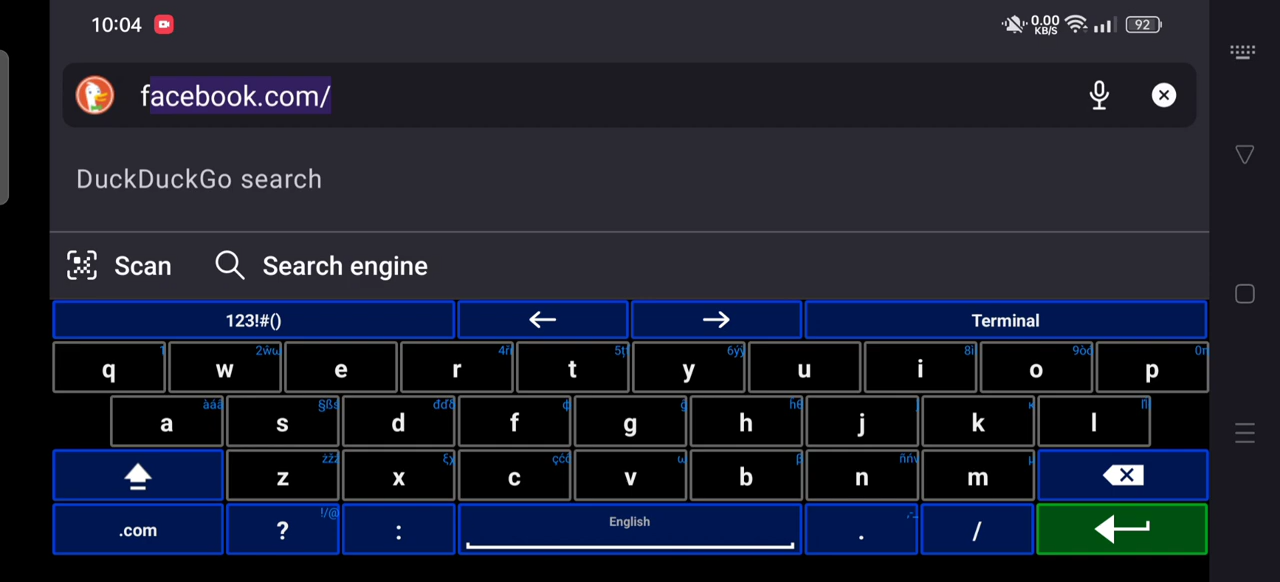 10:04 0.00 KB/S 92
facebook.com/
DuckDuckGo search
Scan Search engine
123!#() ← → Terminal
q w e r t y u i o p
a s d f g h j k l
z x c v b n m
.com ? !/@ : English . /